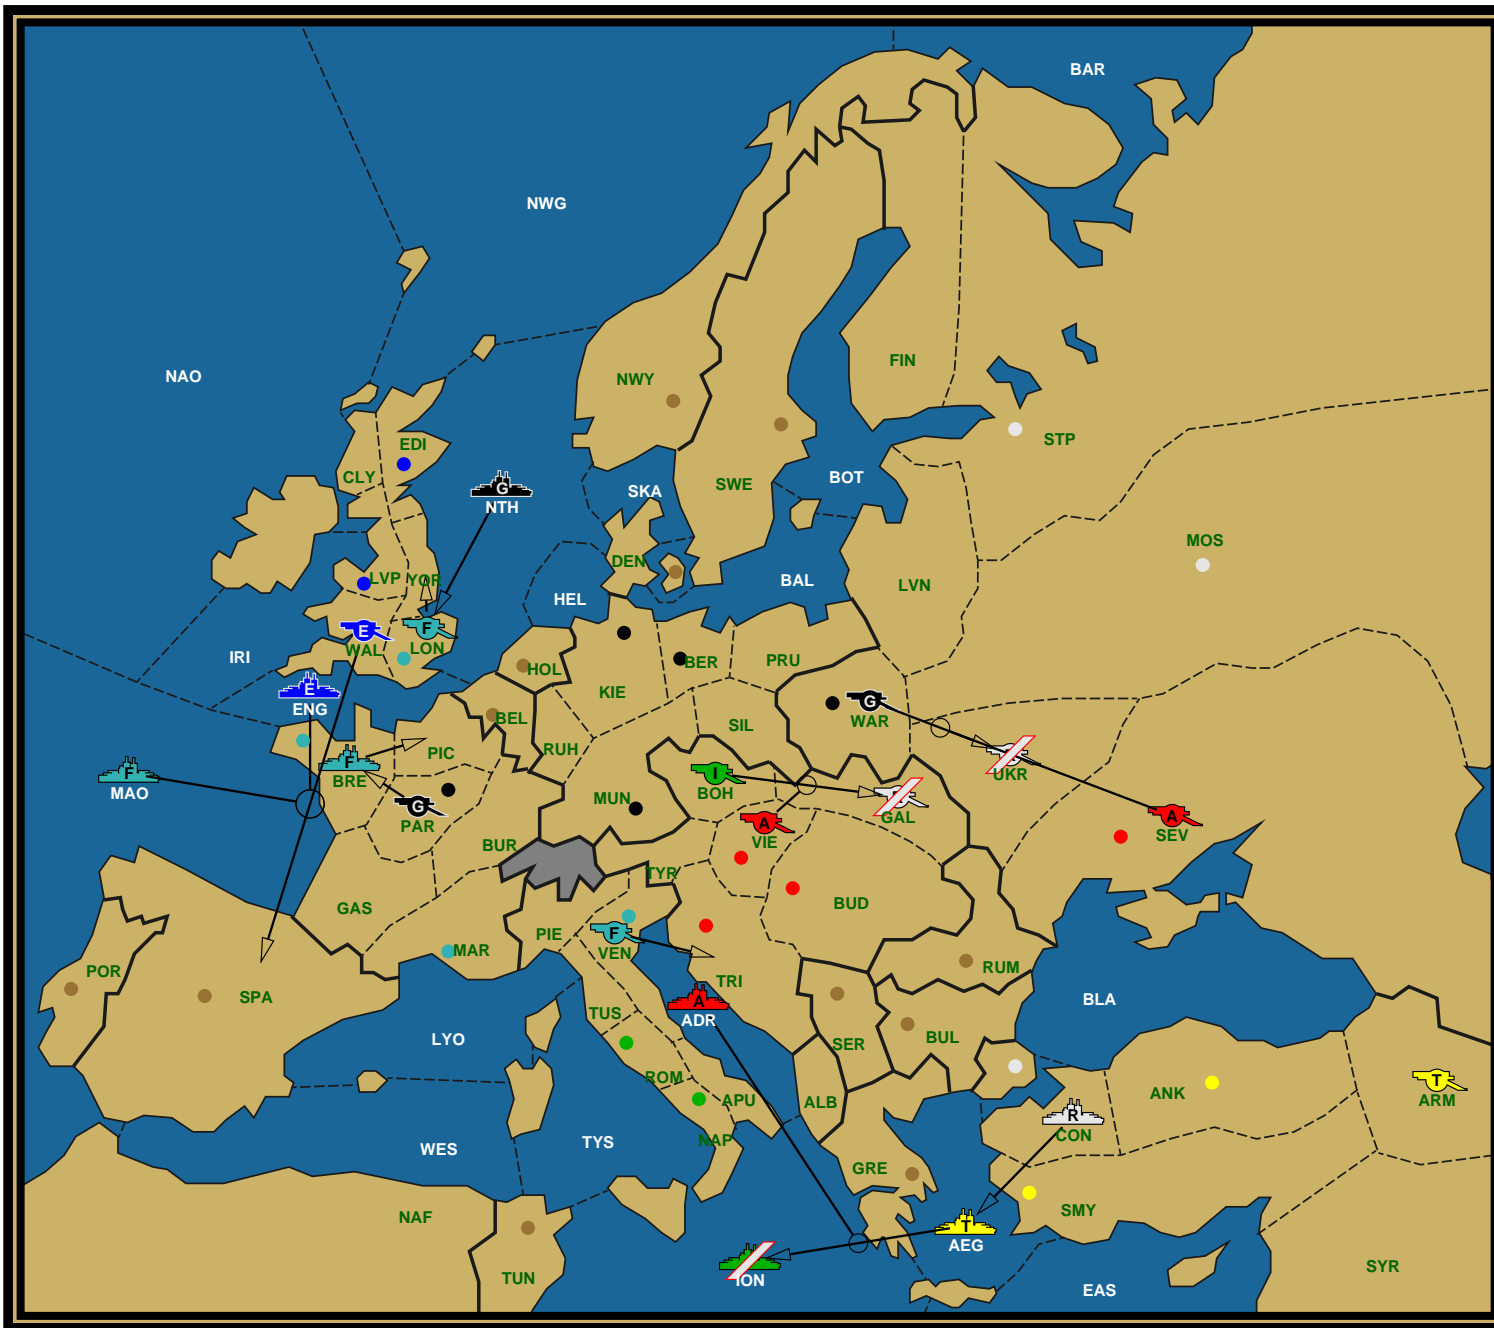 BAR
NWG
NAO
FIN
NWY
STP
EDI
CLY
SWE
BOT
SKA
G
NTH
MOS
DEN
LVP
YOR
BAL
LVN
HEL
E
WAL
F
LON
IRI
HOL
BER
PRU
KIE
E
ENG
G
WAR
BEL
SIL
PIC
RUH
UKR
F
MAO
F
BRE
I
BOH
MUN
GAL
G
PAR
A
VIE
A
SEV
BUR
TYR
GAS
BUD
PIE
F
VEN
MAR
POR
SPA
TRI
RUM
BLA
A
ADR
TUS
LYO
SER
BUL
ROM
APU
ALB
ANK
T
ARM
R
CON
WES
TYS
NAP
GRE
NAF
SMY
T
AEG
TUN
ION
EAS
SYR